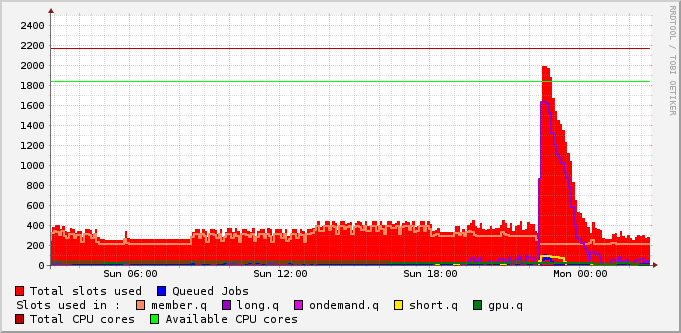 2400
2200
2000
1800
1600
1400
1200
1000
800
600
400
200
0
Sun 06:00 Sun 12:00 Sun 18:00 Mon 00:00
Total slots used Queued Jobs
Slots used in : member.q long.q ondemand.q short.q gpu.q
Total CPU cores Available CPU cores
RRDTOOL / TOBI OETIKER